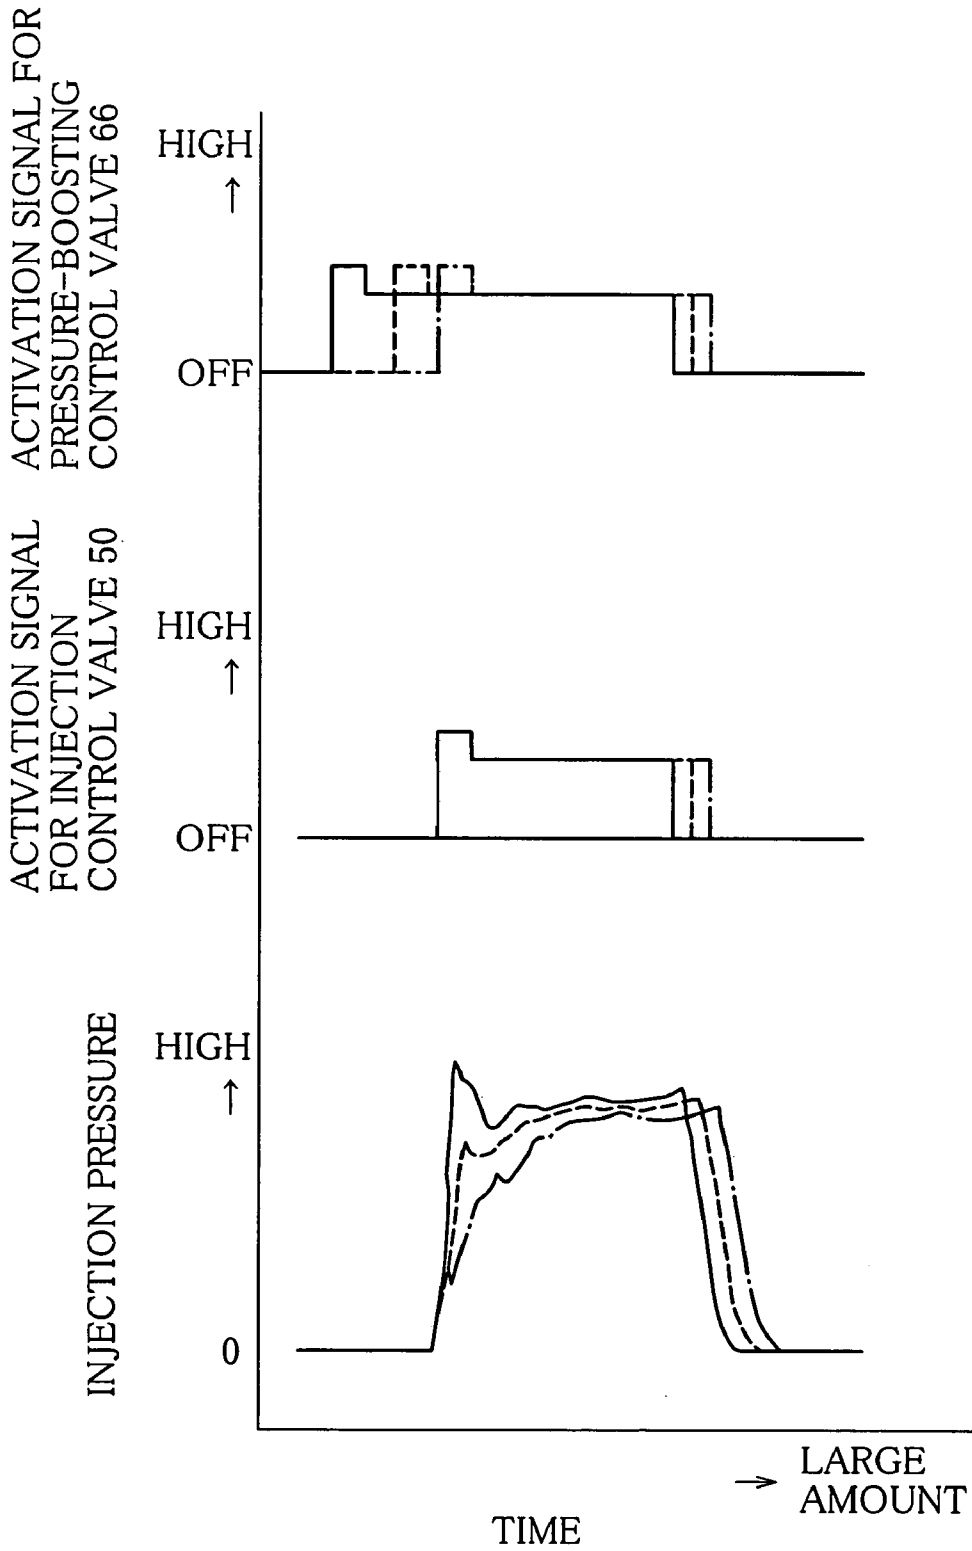 ACTIVATION SIGNAL FOR
PRESSURE-BOOSTING
CONTROL VALVE 66
HIGH
↑
OFF
ACTIVATION SIGNAL
FOR INJECTION
CONTROL VALVE 50
HIGH
↑
OFF
INJECTION PRESSURE
HIGH
↑
0
→ LARGE
AMOUNT
TIME